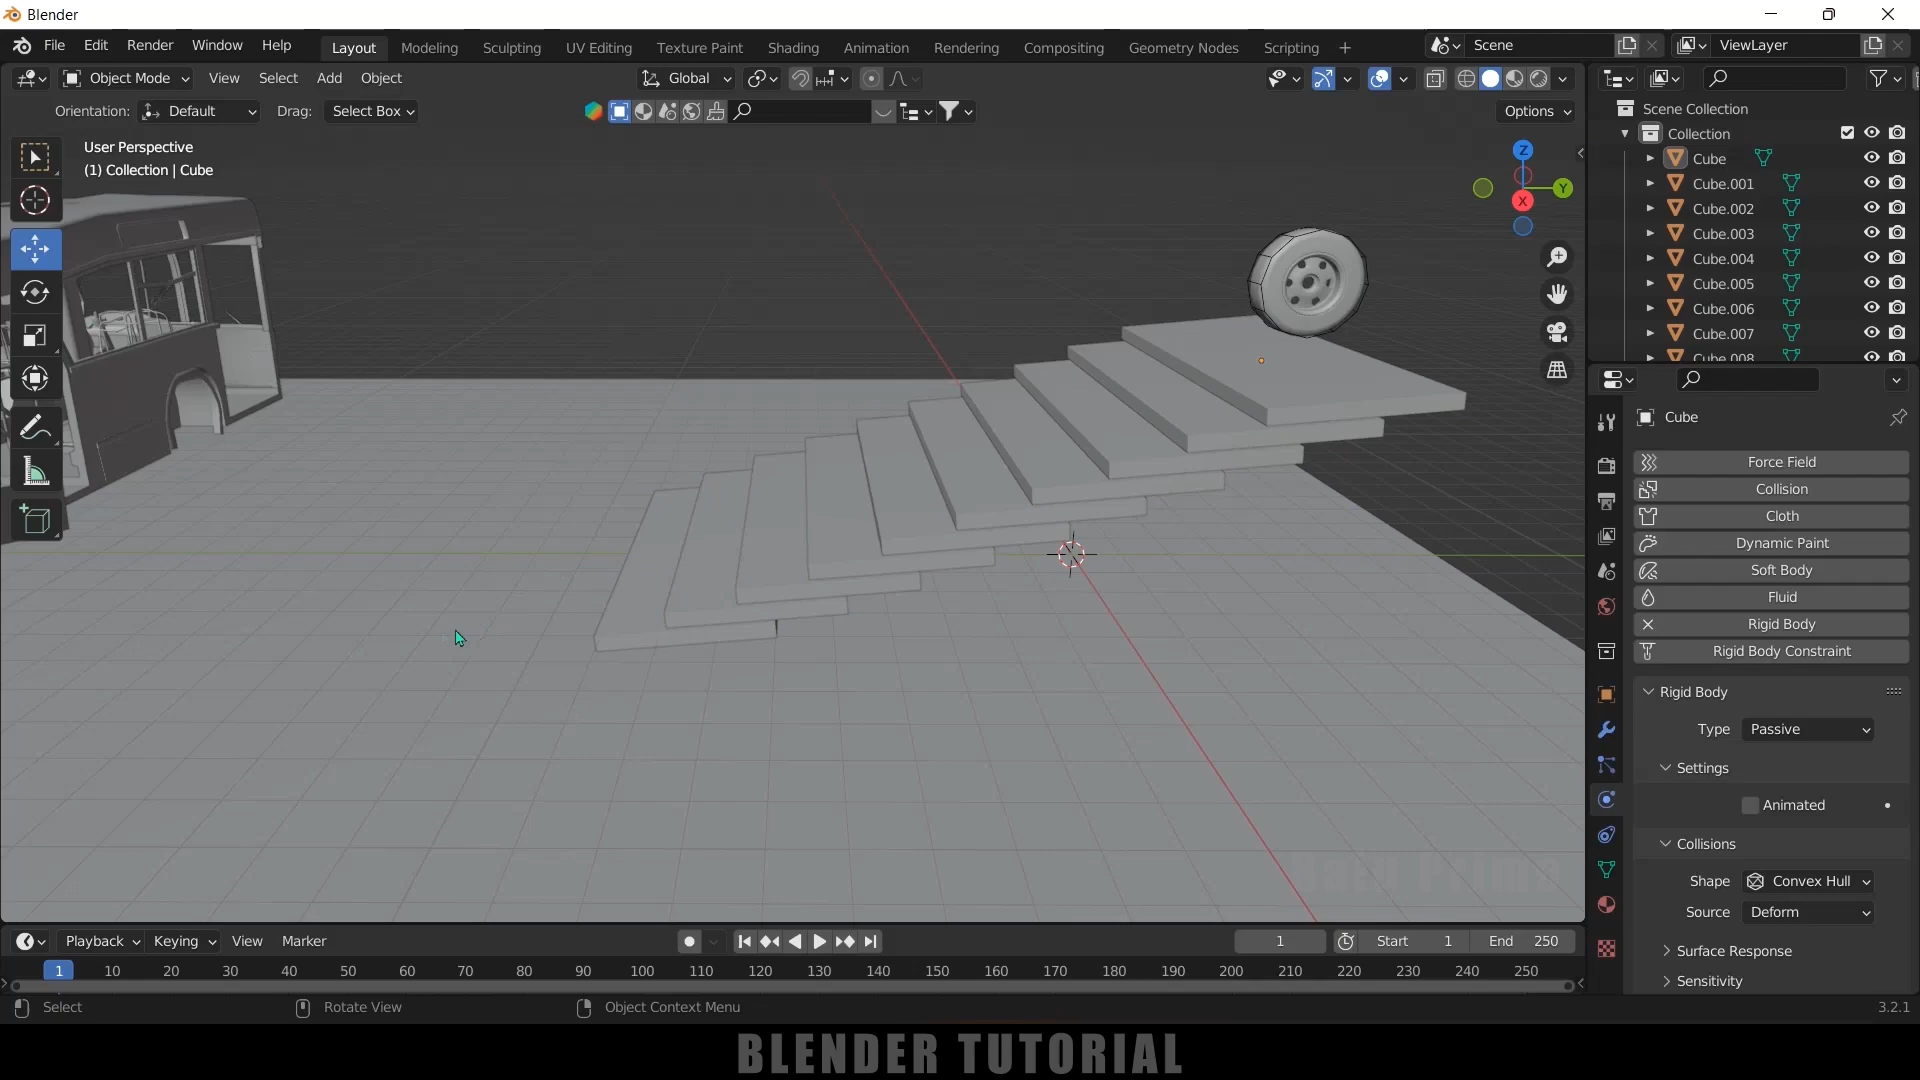 Blender
File Edit Render Window Help Layout Modeling Sculpting UV Editing Texture Paint Shading Animation Rendering Compositing Geometry Nodes Scripting + Scene ViewLayer
Object Mode View Select Add Object Global
Orientation: Default Drag: Select Box Options
User Perspective
(1) Collection | Cube
Z
Y
X
Scene Collection
Collection
Cube
Cube.001
Cube.002
Cube.003
Cube.004
Cube.005
Cube.006
Cube.007
Cube.008
Cube
Force Field
Collision
Cloth
Dynamic Paint
Soft Body
Fluid
Rigid Body
Rigid Body Constraint
Rigid Body
Type Passive
Settings
Animated
Collisions
Shape Convex Hull
Source Deform
Surface Response
Sensitivity
Playback Keying View Marker 1 Start 1 End 250
1 10 20 30 40 50 60 70 80 90 100 110 120 130 140 150 160 170 180 190 200 210 220 230 240 250
Select Rotate View Object Context Menu 3.2.1
BLENDER TUTORIAL